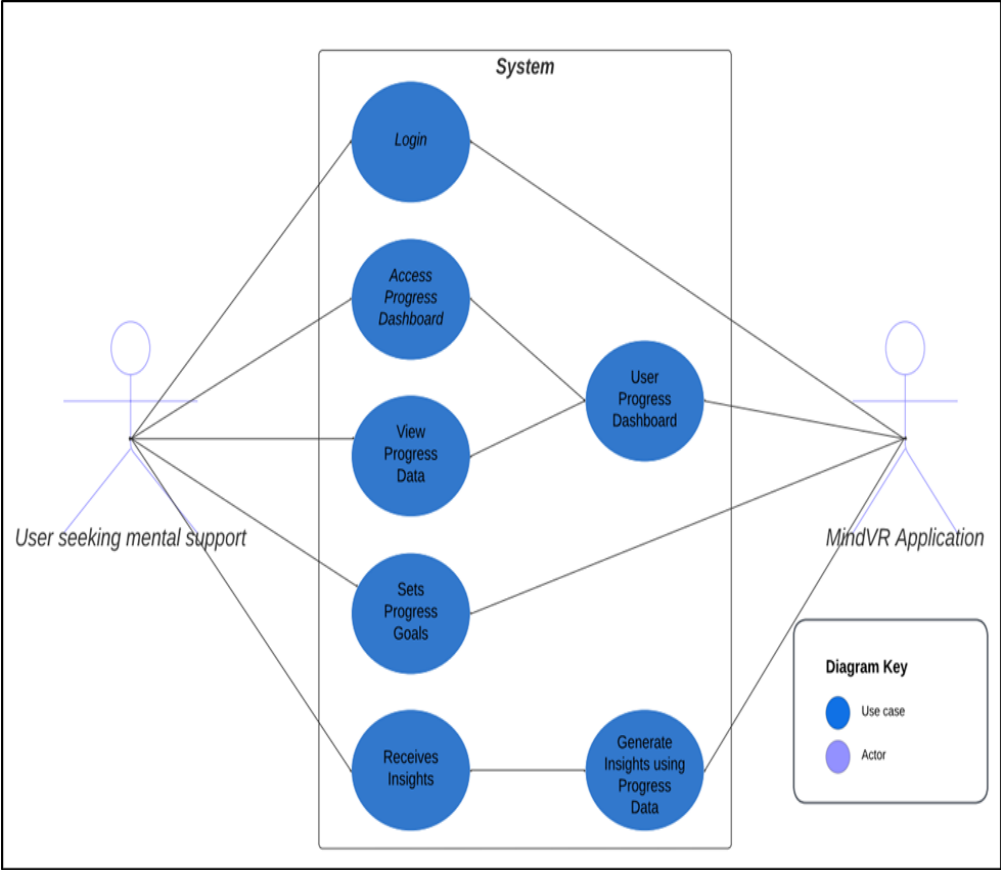 System
Login
Access
Progress
Dashboard
User
Progress
Dashboard
View
Progress
Data
User seeking mental support
MindVR Application
Sets
Progress
Goals
Receives
Insights
Generate
Insights using
Progress
Data
Diagram Key
Use case
Actor